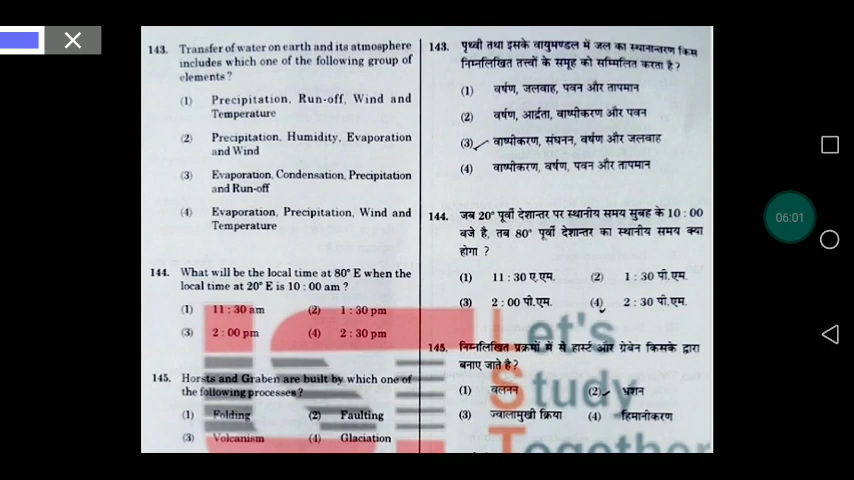 143. Transfer of water on earth and its atmosphere
includes which one of the following group of
elements ?
(1) Precipitation, Run-off, Wind and
Temperature
(2) Precipitation, Humidity, Evaporation
and Wind
(3) Evaporation, Condensation, Precipitation
and Run-off
(4) Evaporation, Precipitation, Wind and
Temperature
144. What will be the local time at 80° E when the
local time at 20° E is 10 : 00 am ?
(1) 11 : 30 am (2) 1 : 30 pm
(3) 2 : 00 pm (4) 2 : 30 pm
145. Horsts and Graben are built by which one of
the following processes ?
(1) Folding (2) Faulting
(3) Volcanism (4) Glaciation
143. पृथ्वी तथा इसके वायुमण्डल में जल का स्थानान्तरण किस
निम्नलिखित तत्त्वों के समूह को सम्मिलित करता है ?
(1) वर्षण, जलवाह, पवन और तापमान
(2) वर्षण, आर्द्रता, वाष्पीकरण और पवन
(3) वाष्पीकरण, संघनन, वर्षण और जलवाह
(4) वाष्पीकरण, वर्षण, पवन और तापमान
144. जब 20° पूर्वी देशान्तर पर स्थानीय समय सुबह के 10 : 00
बजे है, तब 80° पूर्वी देशान्तर का स्थानीय समय क्या
होगा ?
(1) 11 : 30 ए.एम. (2) 1 : 30 पी.एम.
(3) 2 : 00 पी.एम. (4) 2 : 30 पी.एम.
145. निम्नलिखित प्रक्रमों में से हार्स्ट और ग्रेबेन किसके द्वारा
बनाए जाते है ?
(1) वलनन (2) भ्रंशन
(3) ज्वालामुखी क्रिया (4) हिमानीकरण
LST
Let's
Study
Together
06:01